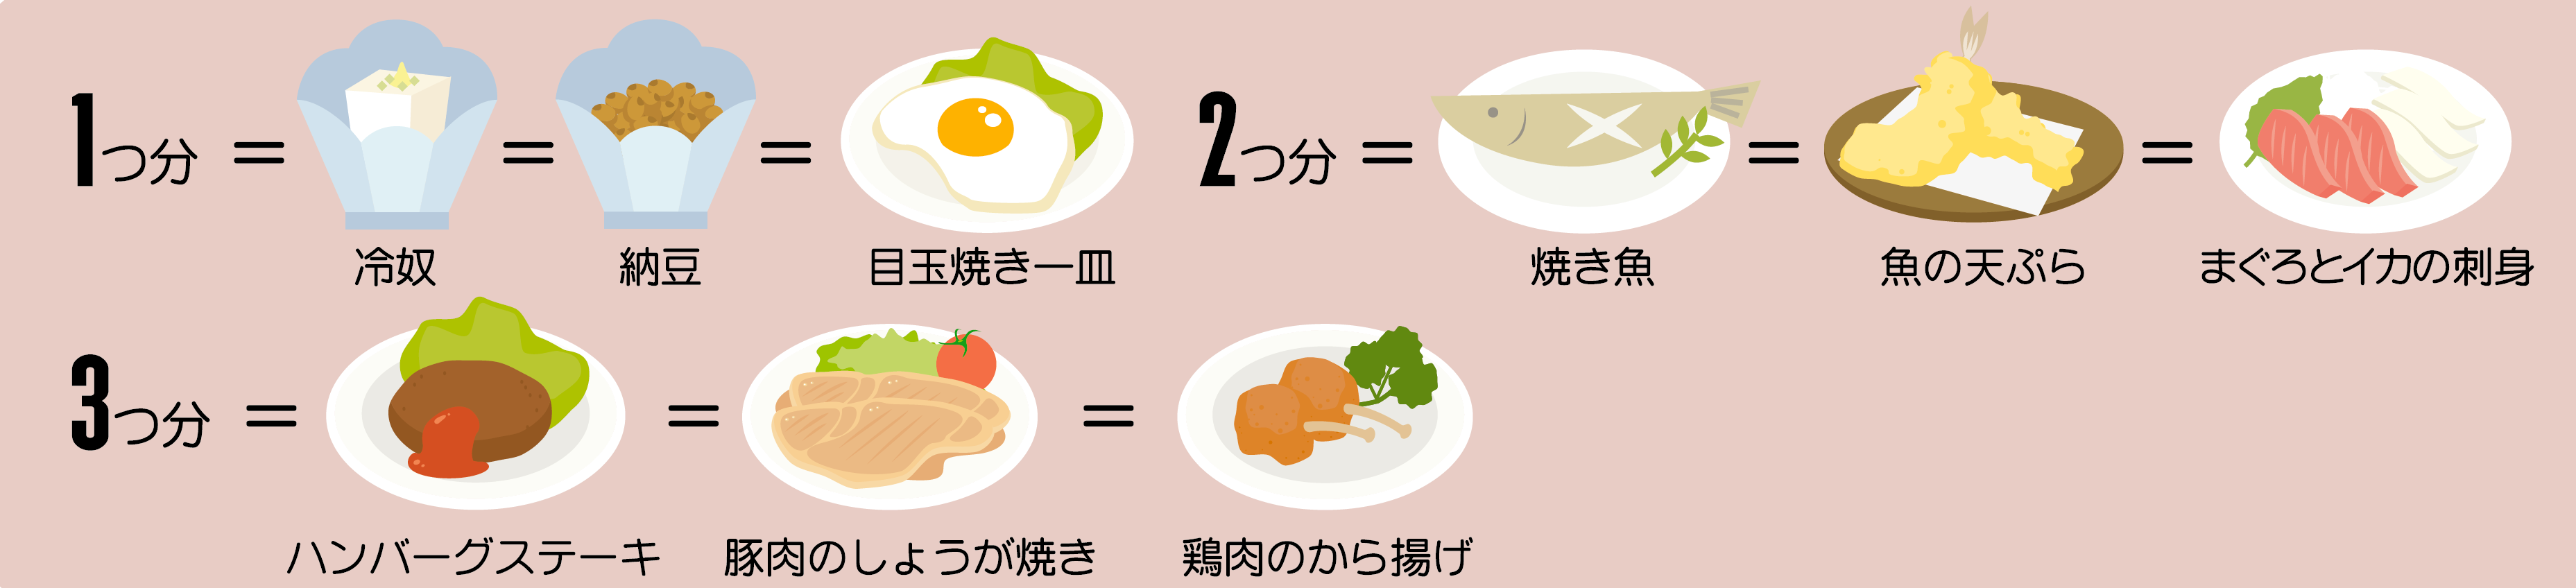 1つ分 = = = 2つ分 = = =
冷奴 納豆 目玉焼き一皿 焼き魚 魚の天ぷら まぐろとイカの刺身
3つ分 = = =
ハンバーグステーキ 豚肉のしょうが焼き 鶏肉のから揚げ